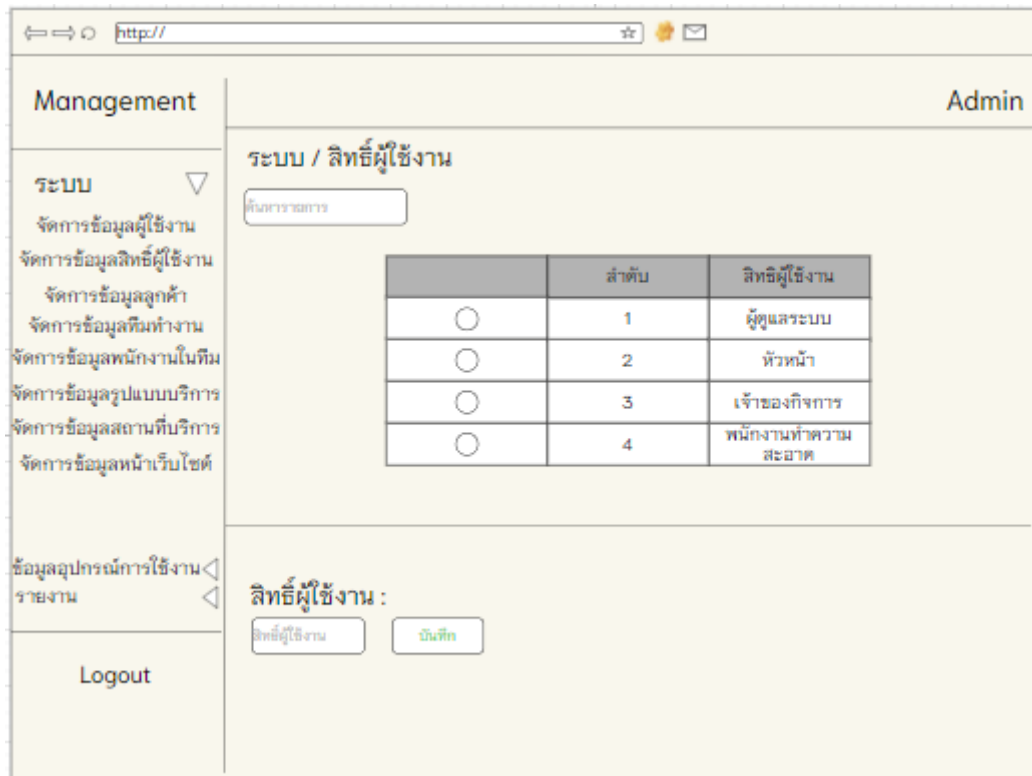 http://
Management
Admin
ระบบ / สิทธิ์ผู้ใช้งาน
ค้นหารายการ
ระบบ
จัดการข้อมูลผู้ใช้งาน
จัดการข้อมูลสิทธิ์ผู้ใช้งาน
จัดการข้อมูลลูกค้า
จัดการข้อมูลทีมทำงาน
จัดการข้อมูลพนักงานในทีม
จัดการข้อมูลรูปแบบบริการ
จัดการข้อมูลสถานที่บริการ
จัดการข้อมูลหน้าเว็บไซต์
ข้อมูลอุปกรณ์การใช้งาน
รายงาน
Logout
ลำดับ สิทธิผู้ใช้งาน
1 ผู้ดูแลระบบ
2 หัวหน้า
3 เจ้าของกิจการ
4 พนักงานทำความ
สะอาด
สิทธิ์ผู้ใช้งาน :
สิทธิ์ผู้ใช้งาน
บันทึก